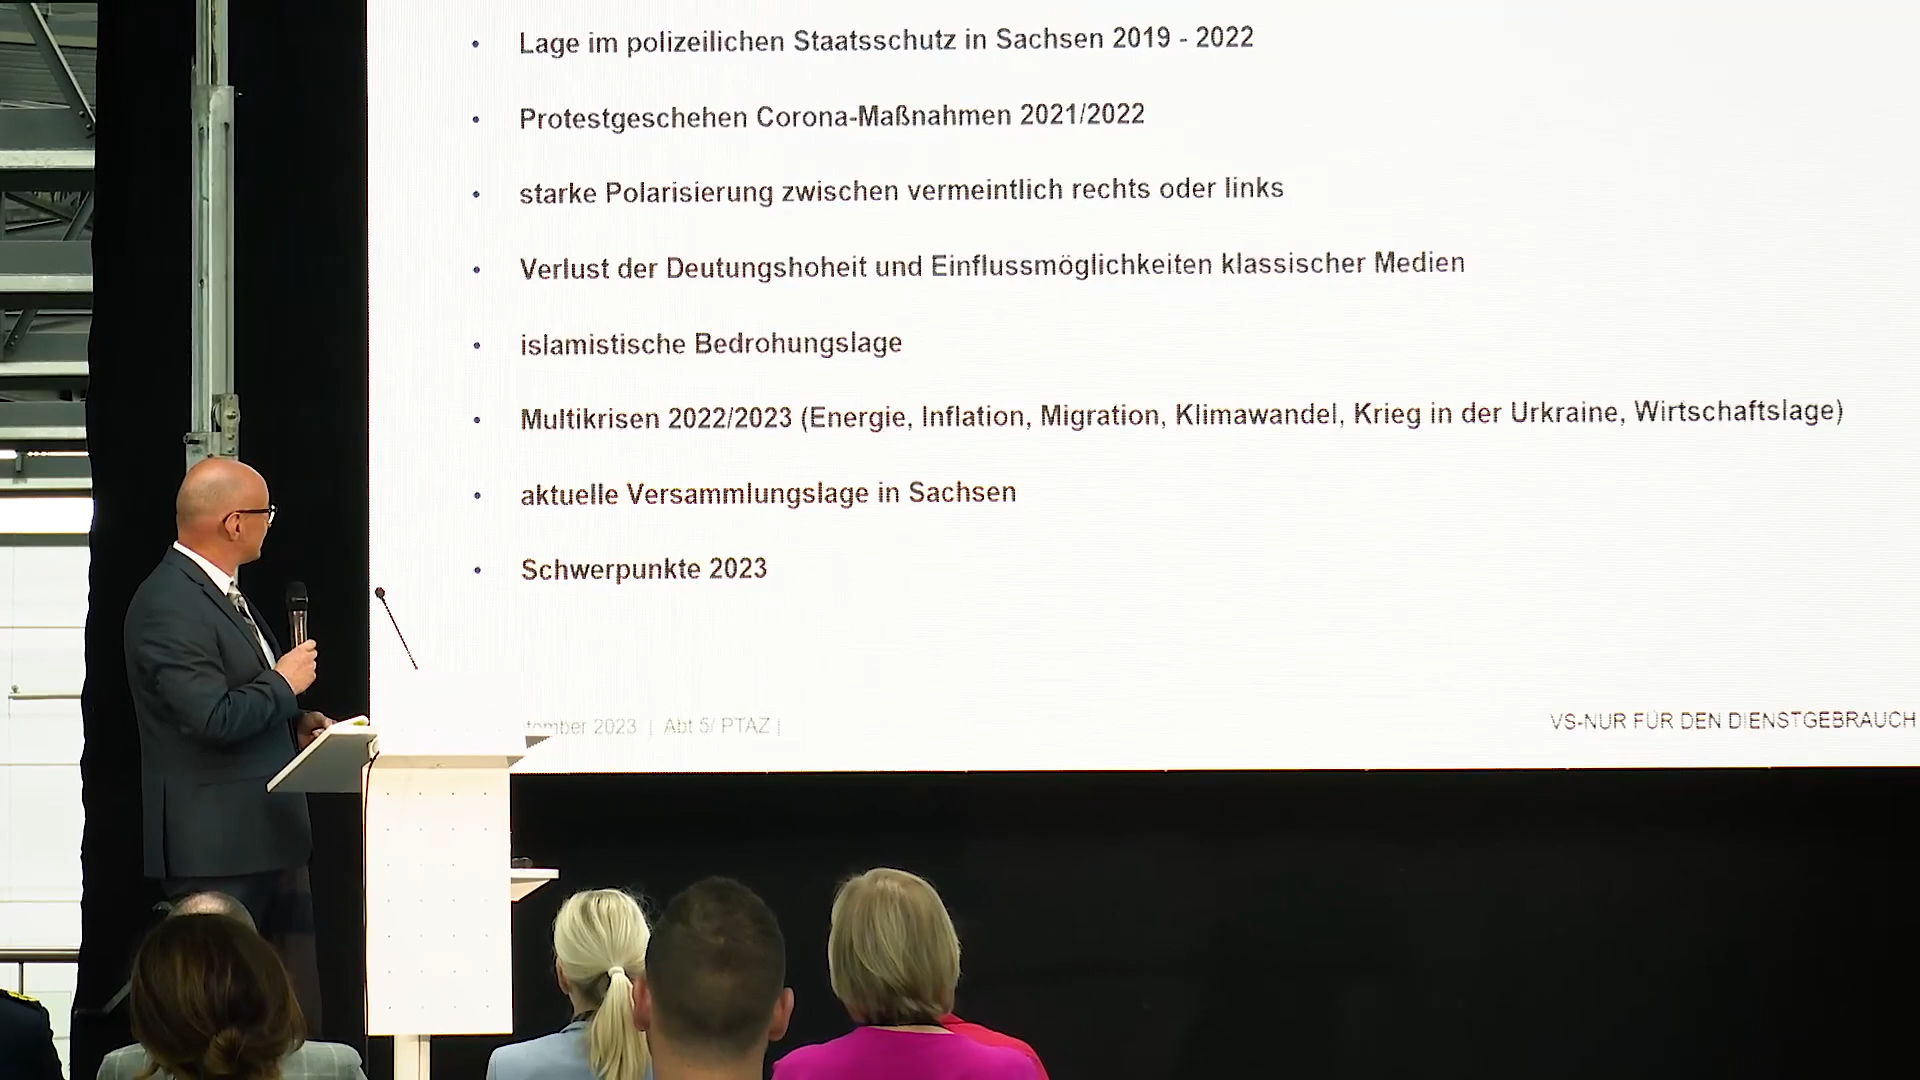 Lage im polizeilichen Staatsschutz in Sachsen 2019 - 2022
Protestgeschehen Corona-Maßnahmen 2021/2022
starke Polarisierung zwischen vermeintlich rechts oder links
Verlust der Deutungshoheit und Einflussmöglichkeiten klassischer Medien
islamistische Bedrohungslage
Multikrisen 2022/2023 (Energie, Inflation, Migration, Klimawandel, Krieg in der Urkraine, Wirtschaftslage)
aktuelle Versammlungslage in Sachsen
Schwerpunkte 2023
tember 2023 | Abt 5/ PTAZ |
VS-NUR FÜR DEN DIENSTGEBRAUCH